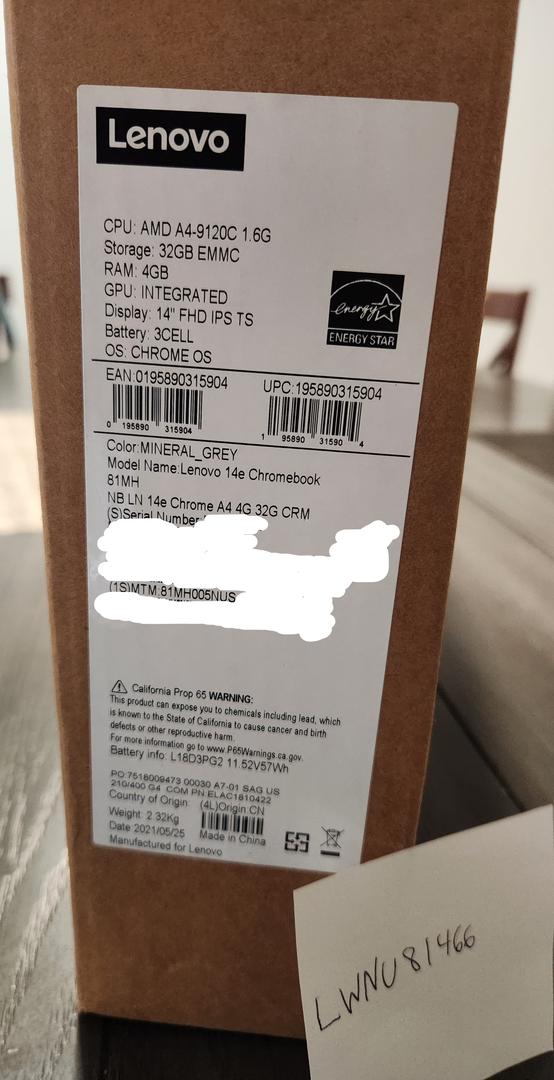 Lenovo
CPU: AMD A4-9120C 1.6G
Storage: 32GB EMMC
RAM: 4GB
GPU: INTEGRATED
Display: 14" FHD IPS TS
Battery: 3CELL
OS: CHROME OS
energy
ENERGY STAR
EAN:0195890315904
UPC:195890315904
0 195890 315904
1 95890 31590 4
Color:MINERAL_GREY
Model Name:Lenovo 14e Chromebook
81MH
NB LN 14e Chrome A4 4G 32G CRM
(S)Serial Number
(1S)MTM 81MH005NUS
California Prop 65 WARNING:
This product can expose you to chemicals including lead, which
is known to the State of California to cause cancer and birth
defects or other reproductive harm.
For more information go to www.P65Warnings.ca.gov.
Battery info: L18D3PG2 11.52V57Wh
PO:7518009473 00030 A7-01 SAG US
210/400 G4 COM PN:ELAC1810422
Country of Origin: (4L)Origin:CN
Weight: 2.32Kg
Date 2021/05/25 Made in China
Manufactured for Lenovo
LWNU81466